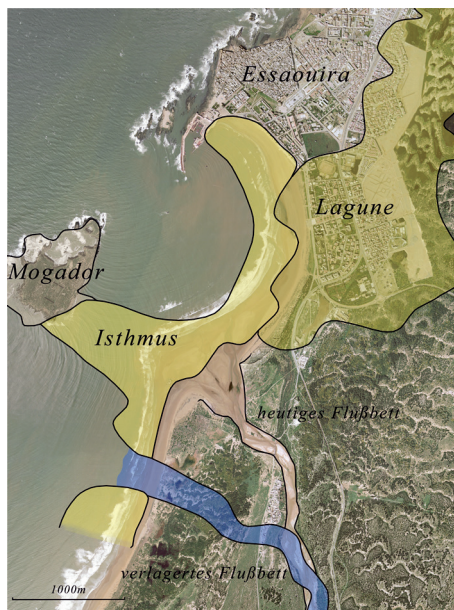 Essaouira
Lagune
Mogador
Isthmus
heutiges Flußbett
verlagertes Flußbett
1000m